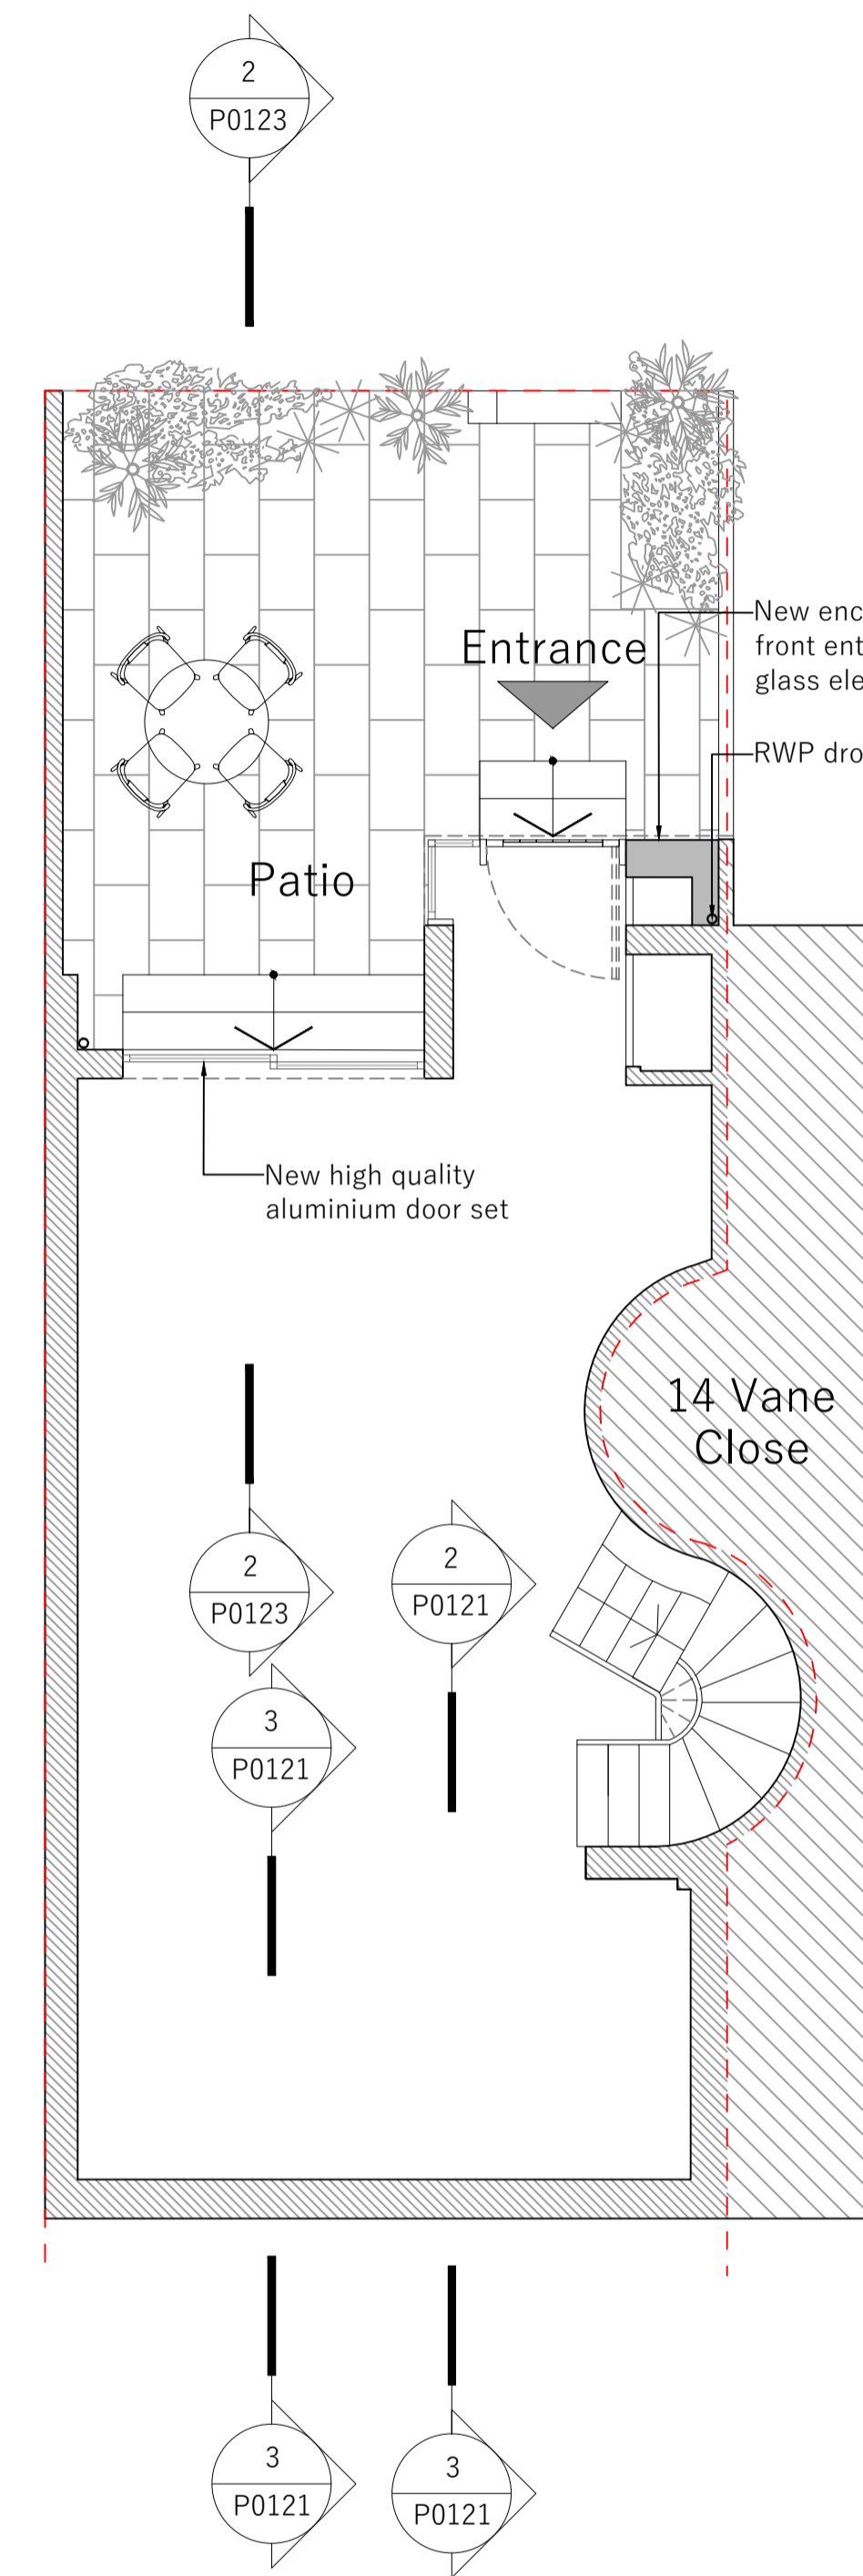 2
P0123
New enc
Entrance
front ent
glass ele
RWP dro
Patio
New high quality
aluminium door set
14 Vane
Close
2
P0123
2
P0121
3
P0121
3
P0121
3
P0121